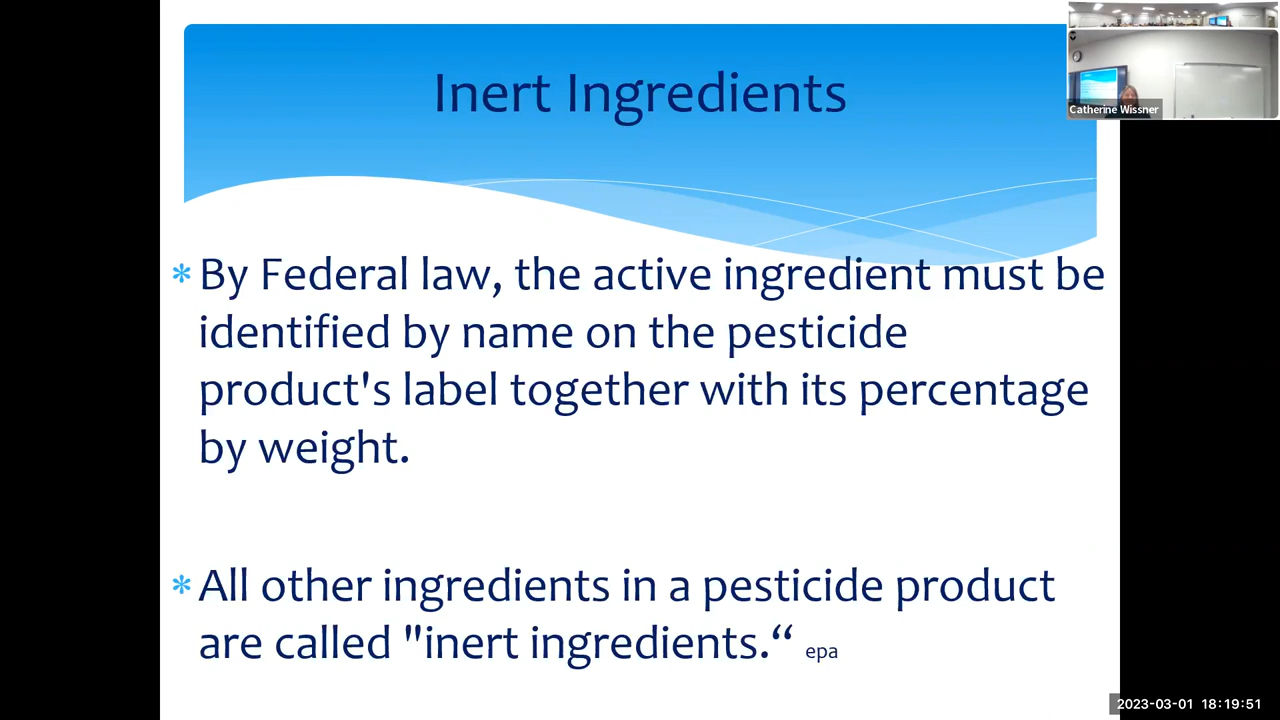 Inert Ingredients
Catherine Wissner
* By Federal law, the active ingredient must be
identified by name on the pesticide
product's label together with its percentage
by weight.
* All other ingredients in a pesticide product
are called "inert ingredients.“ epa
2023-03-01 18:19:51